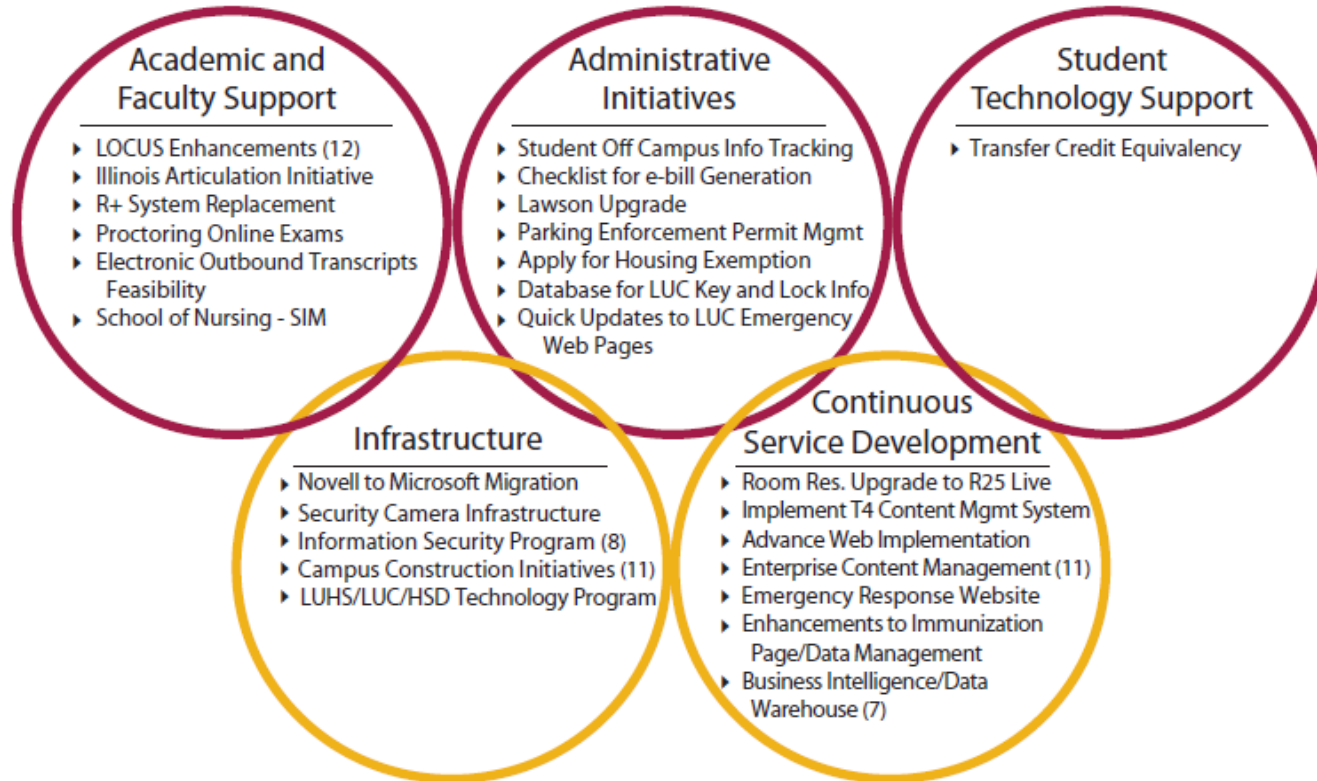 Academic and
Faculty Support
▸ LOCUS Enhancements (12)
▸ Illinois Articulation Initiative
▸ R+ System Replacement
▸ Proctoring Online Exams
▸ Electronic Outbound Transcripts
Feasibility
▸ School of Nursing - SIM
Administrative
Initiatives
▸ Student Off Campus Info Tracking
▸ Checklist for e-bill Generation
▸ Lawson Upgrade
▸ Parking Enforcement Permit Mgmt
▸ Apply for Housing Exemption
▸ Database for LUC Key and Lock Info
▸ Quick Updates to LUC Emergency
Web Pages
Student
Technology Support
▸ Transfer Credit Equivalency
Infrastructure
▸ Novell to Microsoft Migration
▸ Security Camera Infrastructure
▸ Information Security Program (8)
▸ Campus Construction Initiatives (11)
▸ LUHS/LUC/HSD Technology Program
Continuous
Service Development
▸ Room Res. Upgrade to R25 Live
▸ Implement T4 Content Mgmt System
▸ Advance Web Implementation
▸ Enterprise Content Management (11)
▸ Emergency Response Website
▸ Enhancements to Immunization
Page/Data Management
▸ Business Intelligence/Data
Warehouse (7)